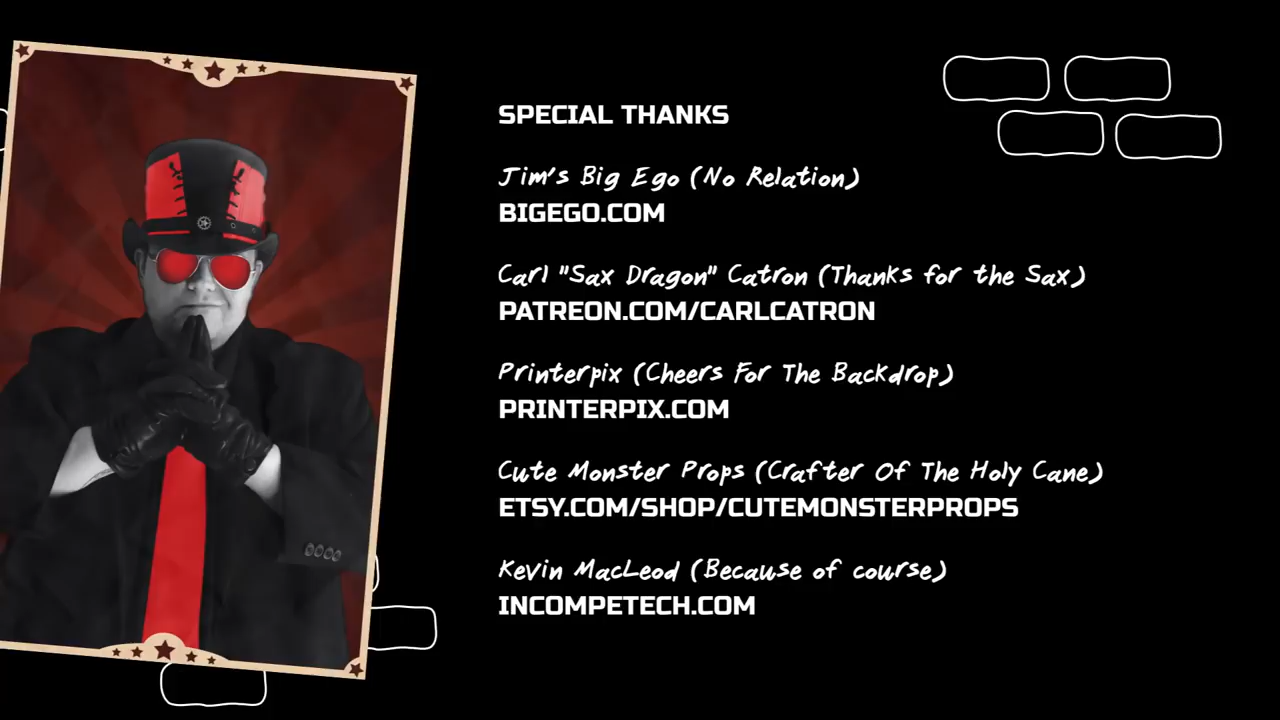 SPECIAL THANKS
Jim's Big Ego (No Relation)
BIGEGO.COM
Carl "Sax Dragon" Catron (Thanks for the Sax)
PATREON.COM/CARLCATRON
Printerpix (Cheers For The Backdrop)
PRINTERPIX.COM
Cute Monster Props (Crafter Of The Holy Cane)
ETSY.COM/SHOP/CUTEMONSTERPROPS
Kevin MacLeod (Because of course)
INCOMPETECH.COM